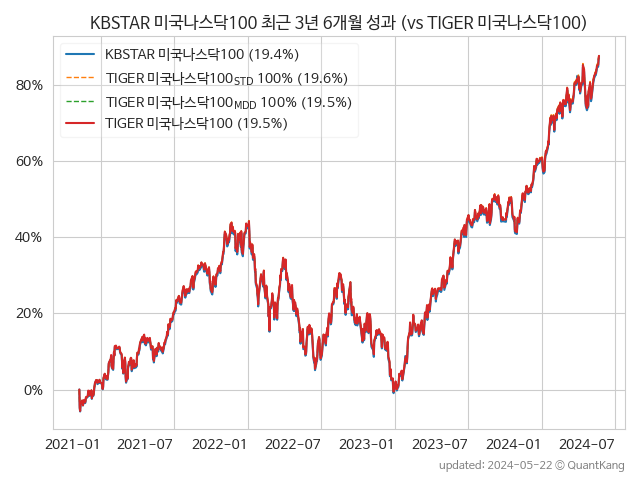 KBSTAR 미국나스닥100 최근 3년 6개월 성과 (vs TIGER 미국나스닥100)
KBSTAR 미국나스닥100 (19.4%)
TIGER 미국나스닥100STD 100% (19.6%)
TIGER 미국나스닥100MDD 100% (19.5%)
TIGER 미국나스닥100 (19.5%)
80%
60%
40%
20%
0%
2021-01 2021-07 2022-01 2022-07 2023-01 2023-07 2024-01 2024-07
updated: 2024-05-22 © QuantKang